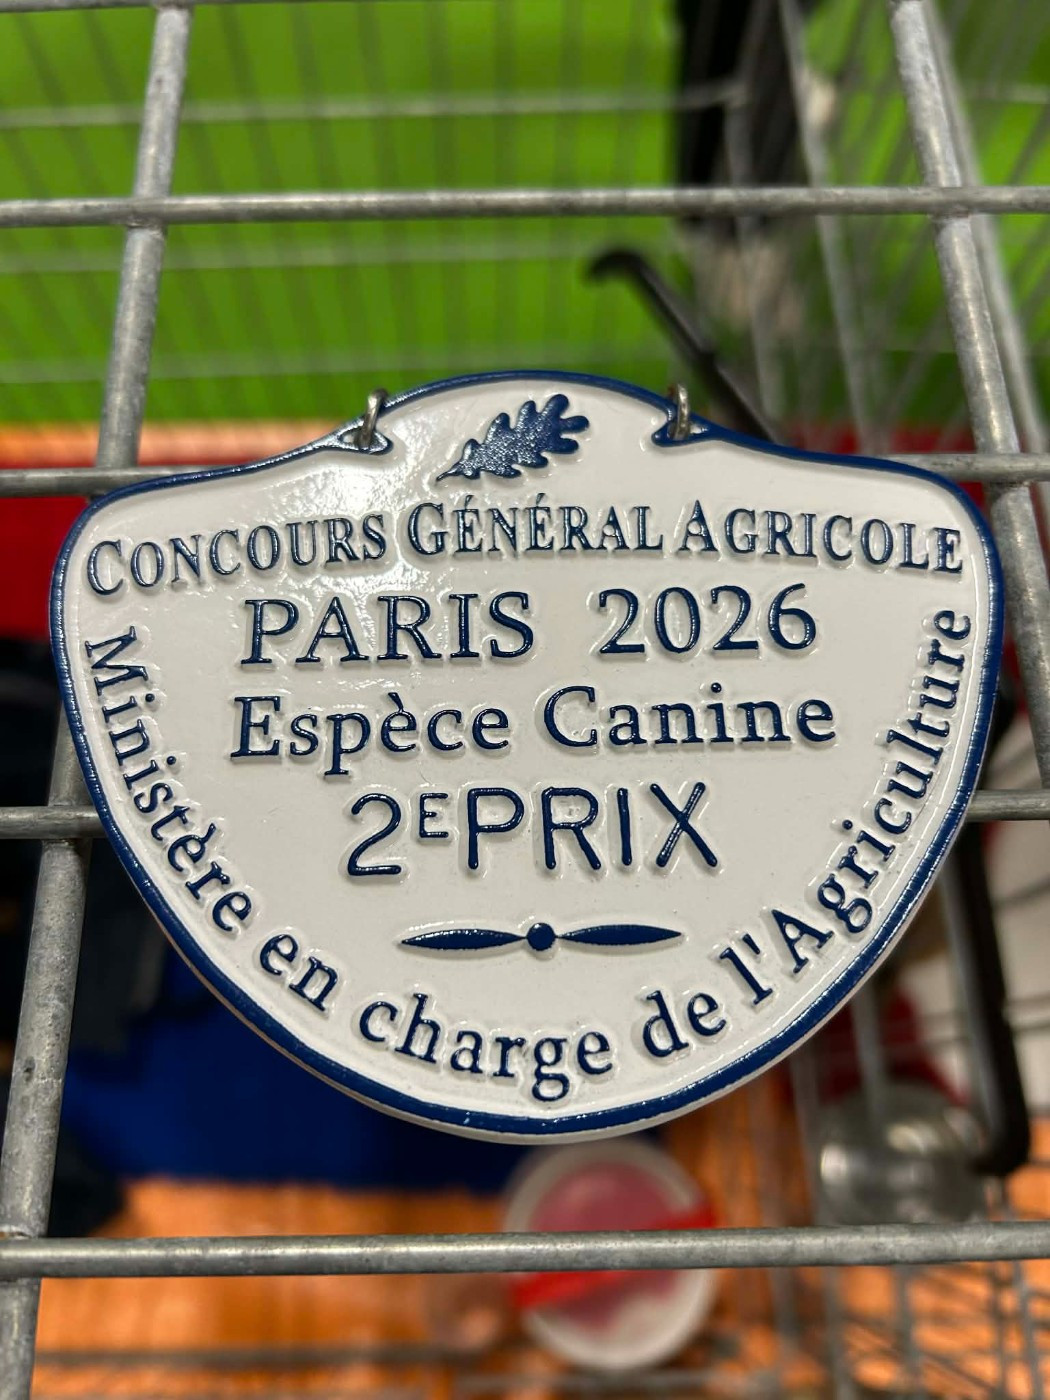 CONCOURS GÉNÉRAL AGRICOLE
PARIS 2026
Espèce Canine
2E PRIX
Ministère en charge de l'Agriculture